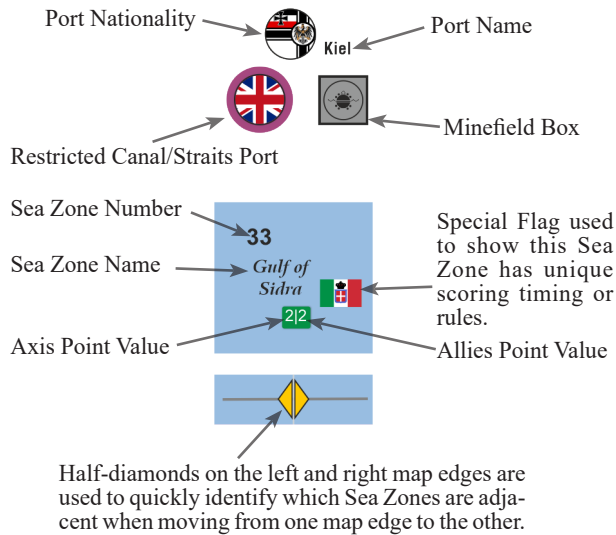 Port Nationality
Port Name
Kiel
Minefield Box
Restricted Canal/Straits Port
Sea Zone Number
33
Sea Zone Name
Gulf of
Sidra
Special Flag used
to show this Sea
Zone has unique
scoring timing or
rules.
2|2
Axis Point Value
Allies Point Value
Half-diamonds on the left and right map edges are
used to quickly identify which Sea Zones are adja-
cent when moving from one map edge to the other.